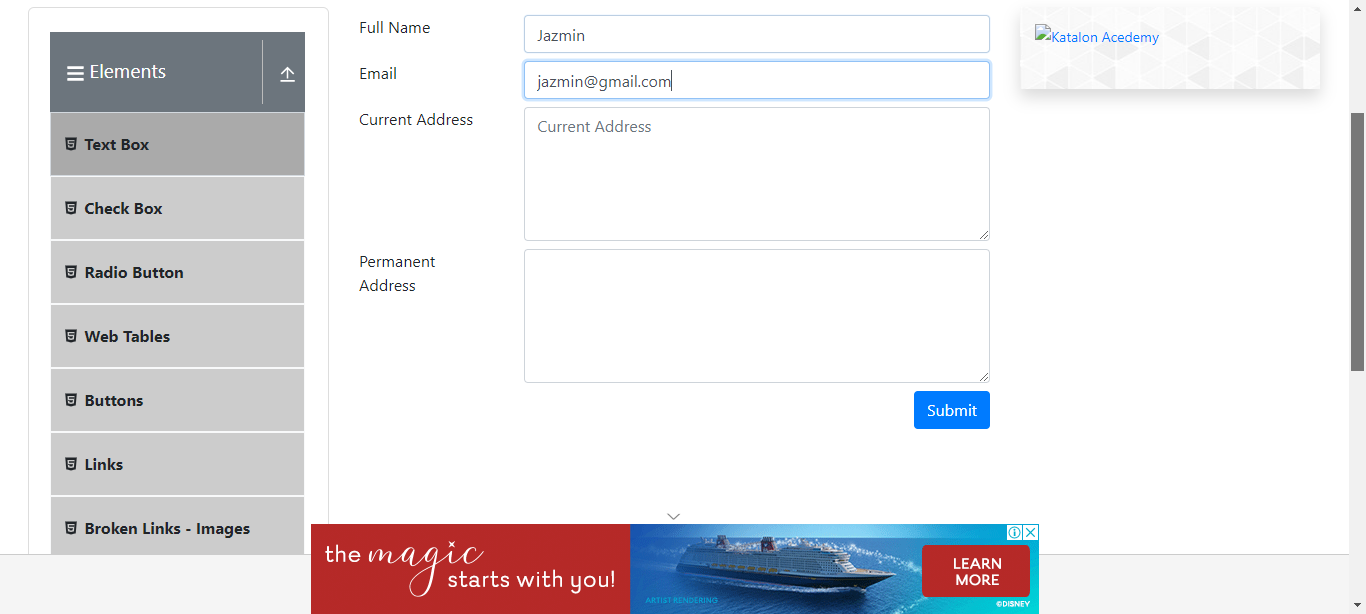 Elements
Text Box
Check Box
Radio Button
Web Tables
Buttons
Links
Broken Links - Images
Full Name
Jazmin
Email
jazmin@gmail.com
Current Address
Current Address
Permanent
Address
Submit
Katalon Acedemy
the magic
starts with you!
ARTIST RENDERING
LEARN
MORE
©DISNEY